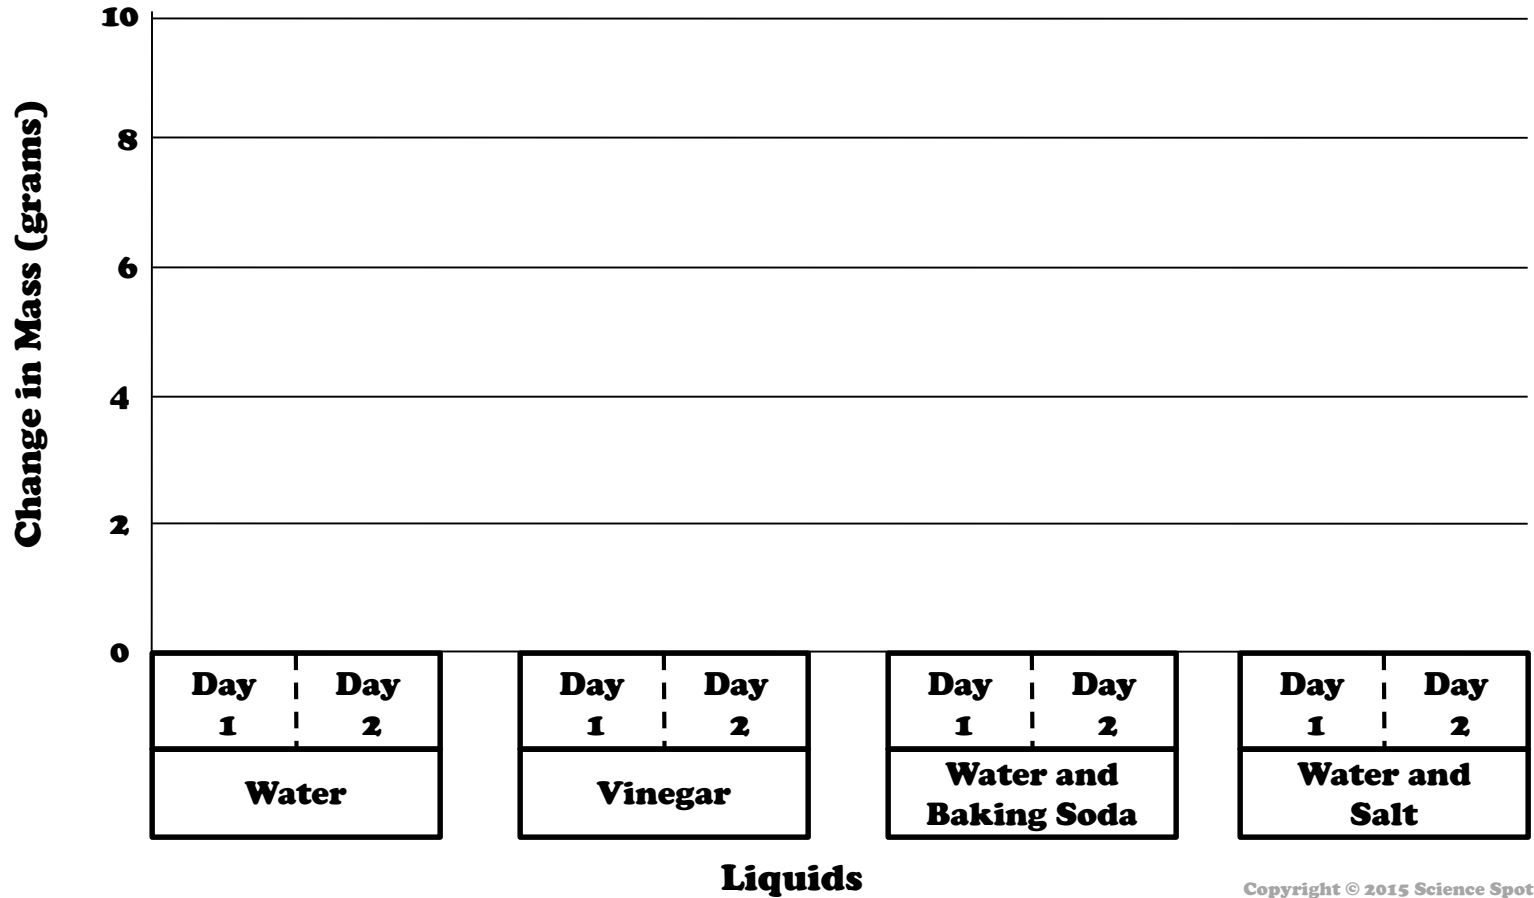 10
8
6
4
2
0
Change in Mass (grams)
Day Day Day Day Day Day Day Day
1 2 1 2 1 2 1 2
Water
Vinegar
Water and
Baking Soda
Water and
Salt
Liquids
Copyright © 2015 Science Spot